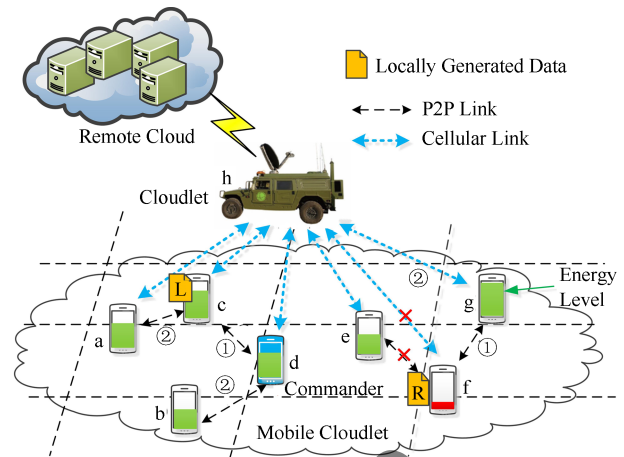 Locally Generated Data
P2P Link
Remote Cloud
Cellular Link
h
Cloudlet
②
Energy
Level
L
c
g
a
②
①
e
①
d
②
Commander
R
f
b
Mobile Cloudlet